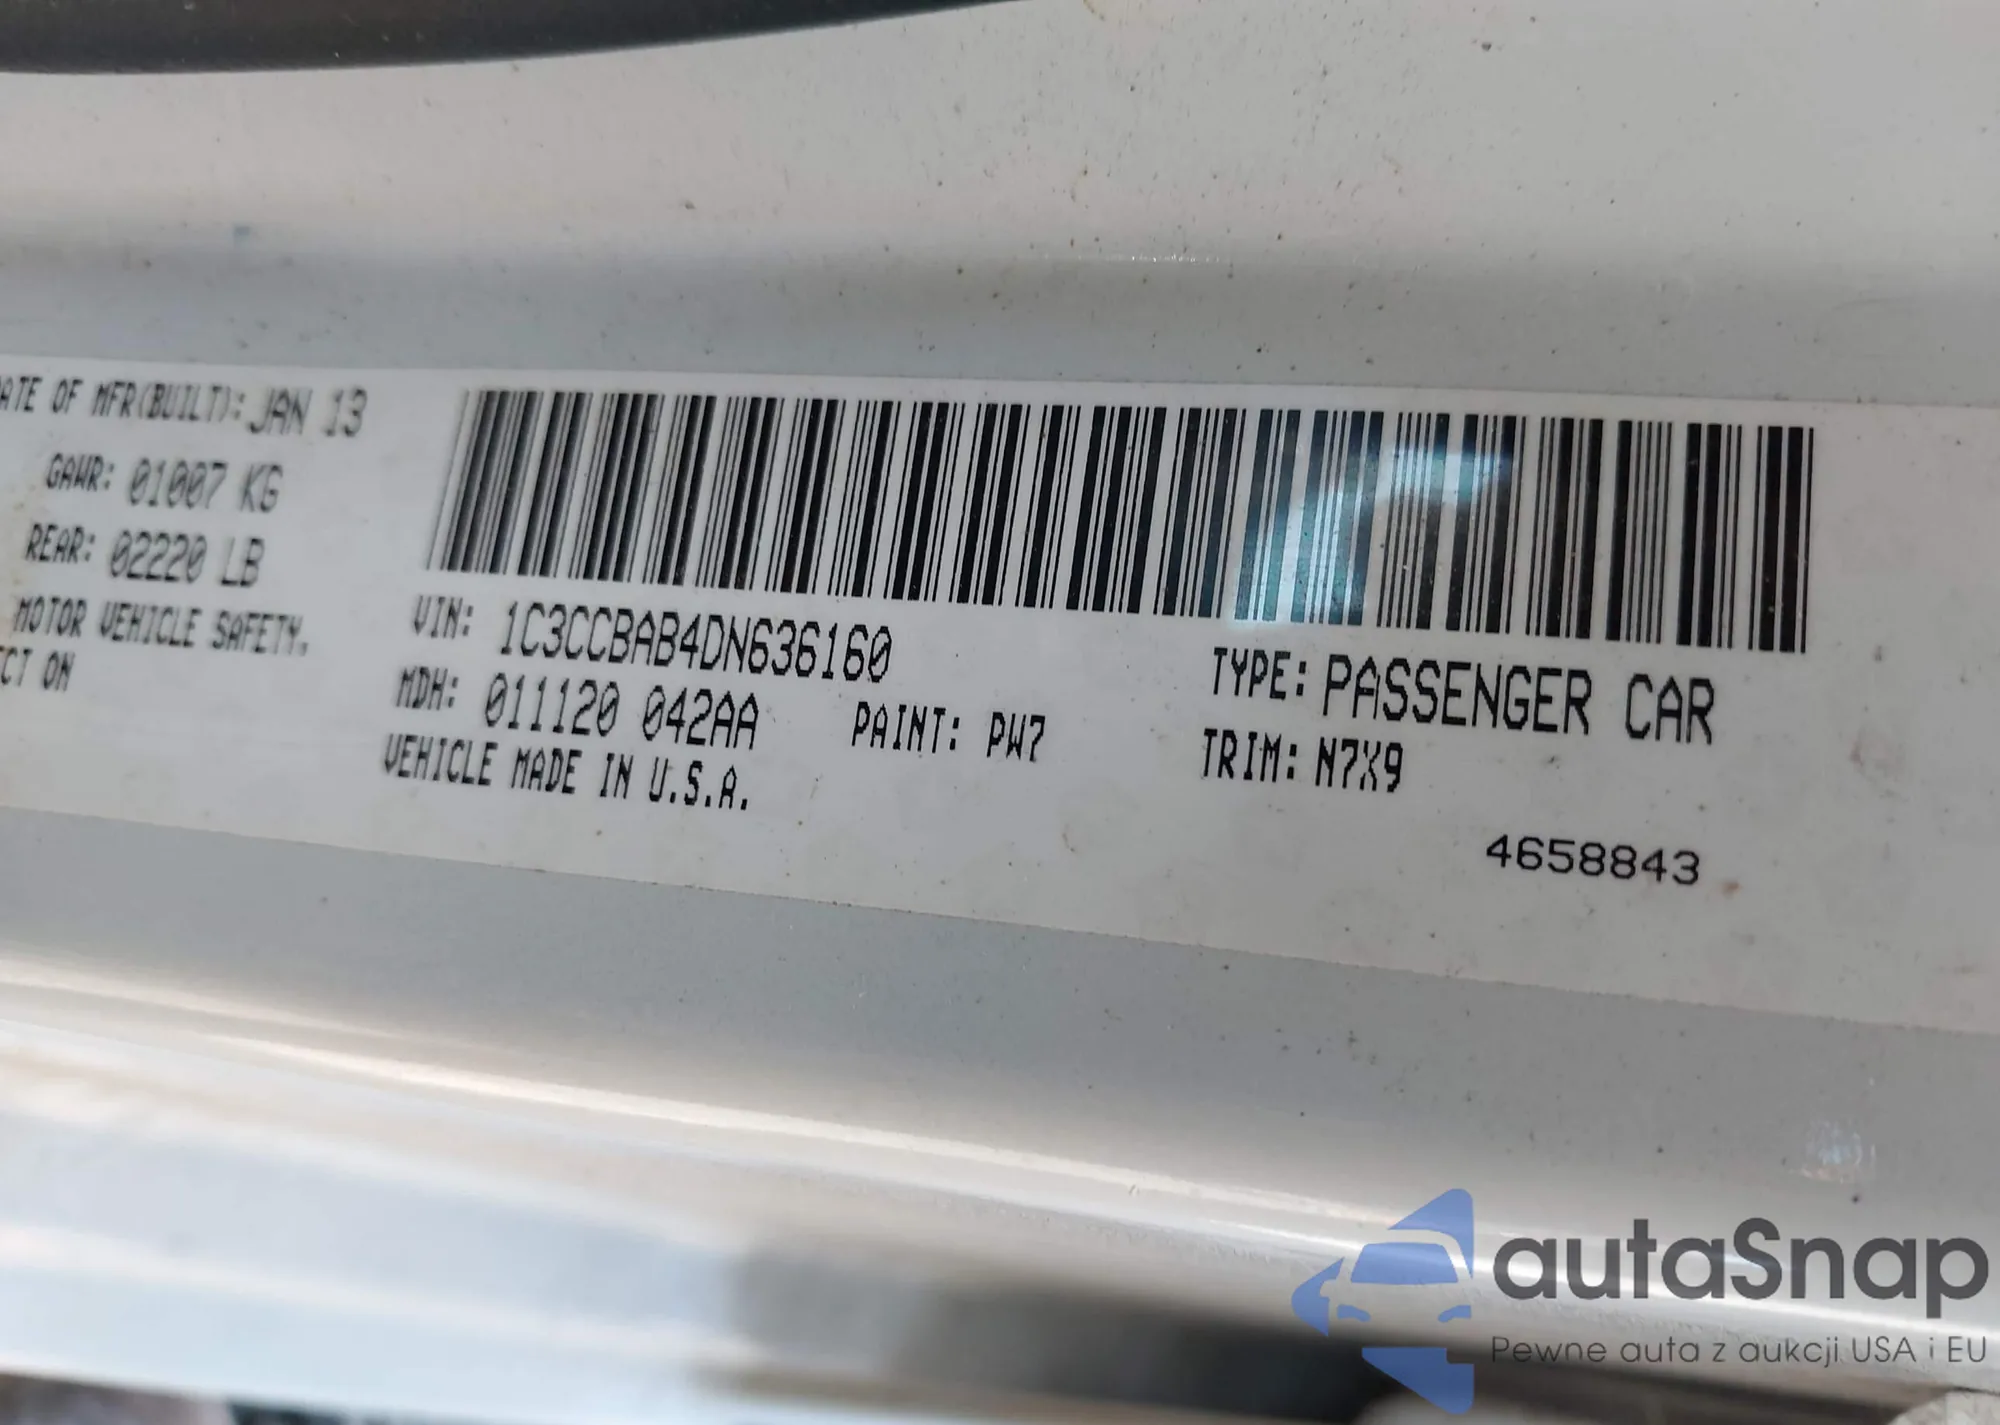 ATE OF MFR(BUILT): JAN 13
GAWR: 01007 KG
REAR: 02220 LB
MOTOR VEHICLE SAFETY,
CT ON
VIN: 1C3CCBAB4DN636160
TYPE: PASSENGER CAR
MDH: 011120 042AA
PAINT: PW7
TRIM: N7X9
VEHICLE MADE IN U.S.A.
4658843
autaSnap
Pewne auta z aukcji USA i EU